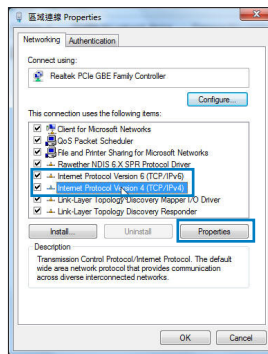 區域連線 Properties
Networking Authentication
Connect using:
Realtek PCIe GBE Family Controller
Configure...
This connection uses the following items:
Client for Microsoft Networks
QoS Packet Scheduler
File and Printer Sharing for Microsoft Networks
Rawether NDIS 6.X SPR Protocol Driver
Internet Protocol Version 6 (TCP/IPv6)
Internet Protocol Version 4 (TCP/IPv4)
Link-Layer Topology Discovery Mapper I/O Driver
Link-Layer Topology Discovery Responder
Install... Uninstall Properties
Description
Transmission Control Protocol/Internet Protocol. The default
wide area network protocol that provides communication
across diverse interconnected networks.
OK Cancel